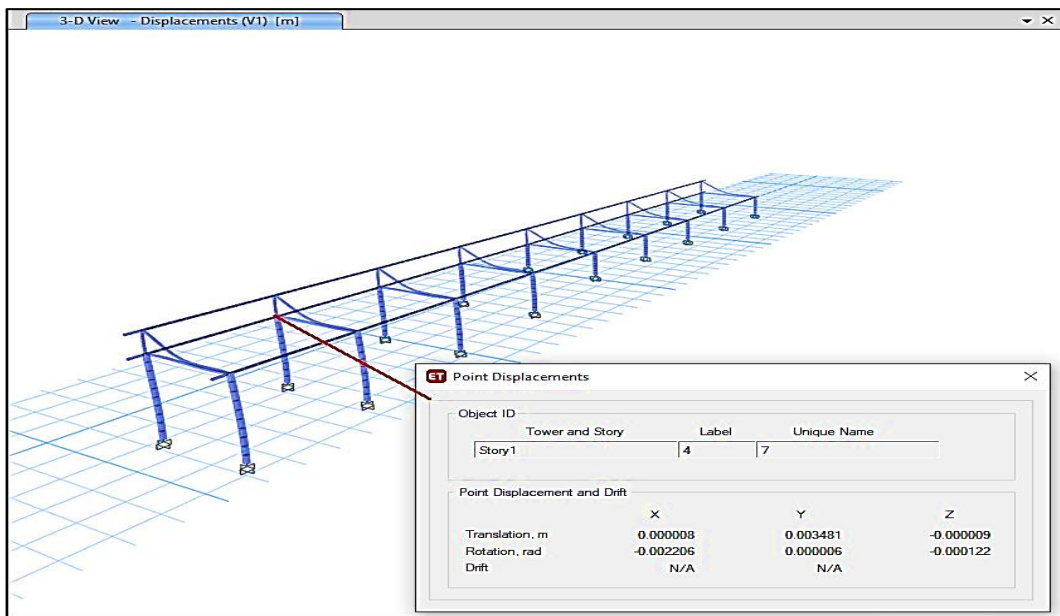 3-D View - Displacements (V1) [m]
ET Point Displacements
Object ID
Tower and Story Label Unique Name
Story1 4 7
Point Displacement and Drift
X Y Z
Translation, m 0.000008 0.003481 -0.000009
Rotation, rad -0.002206 0.000006 -0.000122
Drift N/A N/A